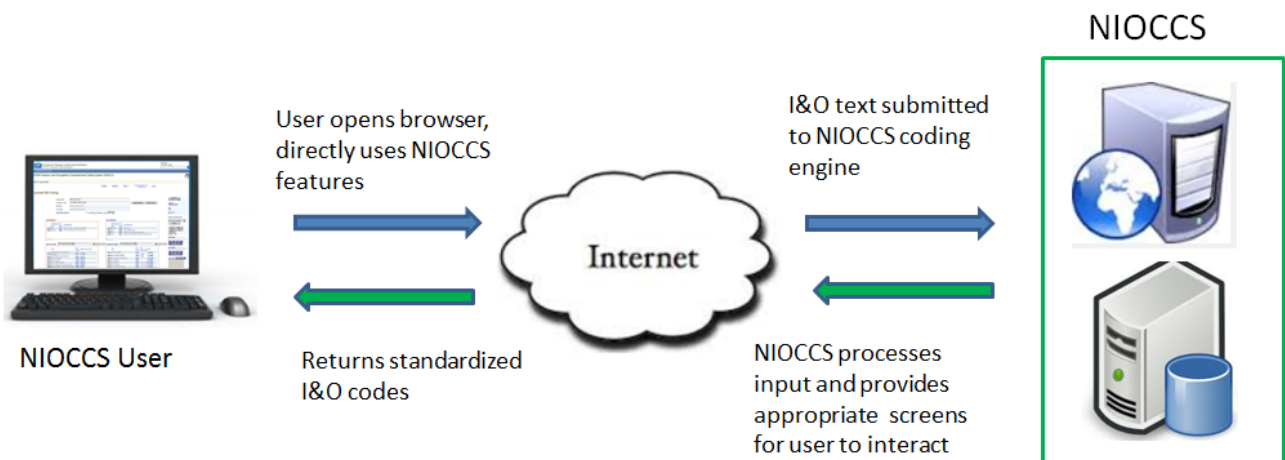 NIOCCS
User opens browser,
directly uses NIOCCS
features
I&O text submitted
to NIOCCS coding
engine
Internet
NIOCCS User
Returns standardized
I&O codes
NIOCCS processes
input and provides
appropriate screens
for user to interact